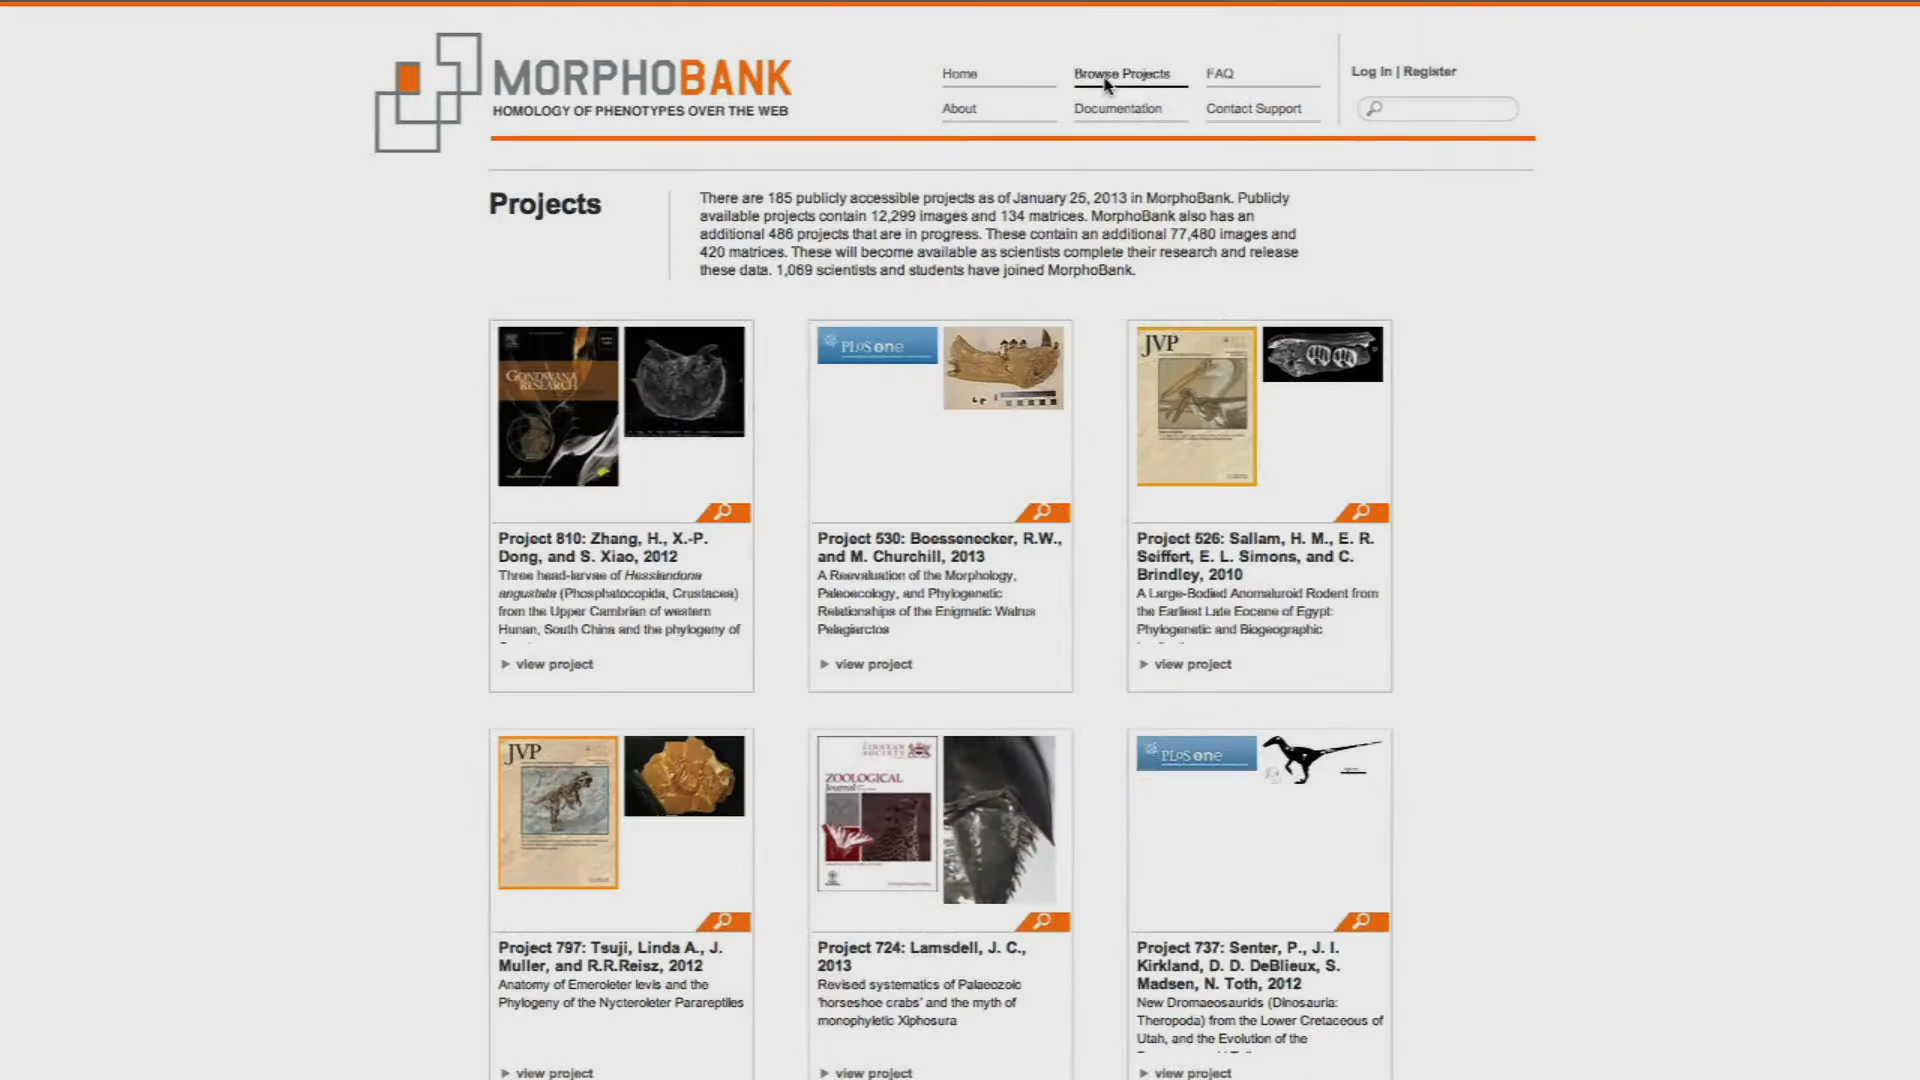 MORPHOBANK
HOMOLOGY OF PHENOTYPES OVER THE WEB
Home
Browse Projects
FAQ
About
Documentation
Contact Support
Log In | Register
Projects
There are 185 publicly accessible projects as of January 25, 2013 in MorphoBank. Publicly
available projects contain 12,299 images and 134 matrices. MorphoBank also has an
additional 486 projects that are in progress. These contain an additional 77,480 images and
420 matrices. These will become available as scientists complete their research and release
these data. 1,069 scientists and students have joined MorphoBank.
GONDWANA
RESEARCH
Project 810: Zhang, H., X.-P.
Dong, and S. Xiao, 2012
Three head-larvae of Hesslandona
angustata (Phosphatocopida, Crustacea)
from the Upper Cambrian of western
Hunan, South China and the phylogeny of
view project
PLoS one
Project 530: Boessenecker, R.W.,
and M. Churchill, 2013
A Reevaluation of the Morphology,
Paleoecology, and Phylogenetic
Relationships of the Enigmatic Walrus
Pelagiarctos
view project
JVP
Project 526: Sallam, H. M., E. R.
Seiffert, E. L. Simons, and C.
Brindley, 2010
A Large-Bodied Anomaluroid Rodent from
the Earliest Late Eocene of Egypt:
Phylogenetic and Biogeographic
view project
JVP
Project 797: Tsuji, Linda A., J.
Muller, and R.R.Reisz, 2012
Anatomy of Emeroleter levis and the
Phylogeny of the Nycteroleter Parareptiles
view project
LINNEAN
SOCIETY
ZOOLOGICAL
Journal
Project 724: Lamsdell, J. C.,
2013
Revised systematics of Palaeozoic
'horseshoe crabs' and the myth of
monophyletic Xiphosura
view project
PLoS one
Project 737: Senter, P., J. I.
Kirkland, D. D. DeBlieux, S.
Madsen, N. Toth, 2012
New Dromaeosaurids (Dinosauria:
Theropoda) from the Lower Cretaceous of
Utah, and the Evolution of the
view project